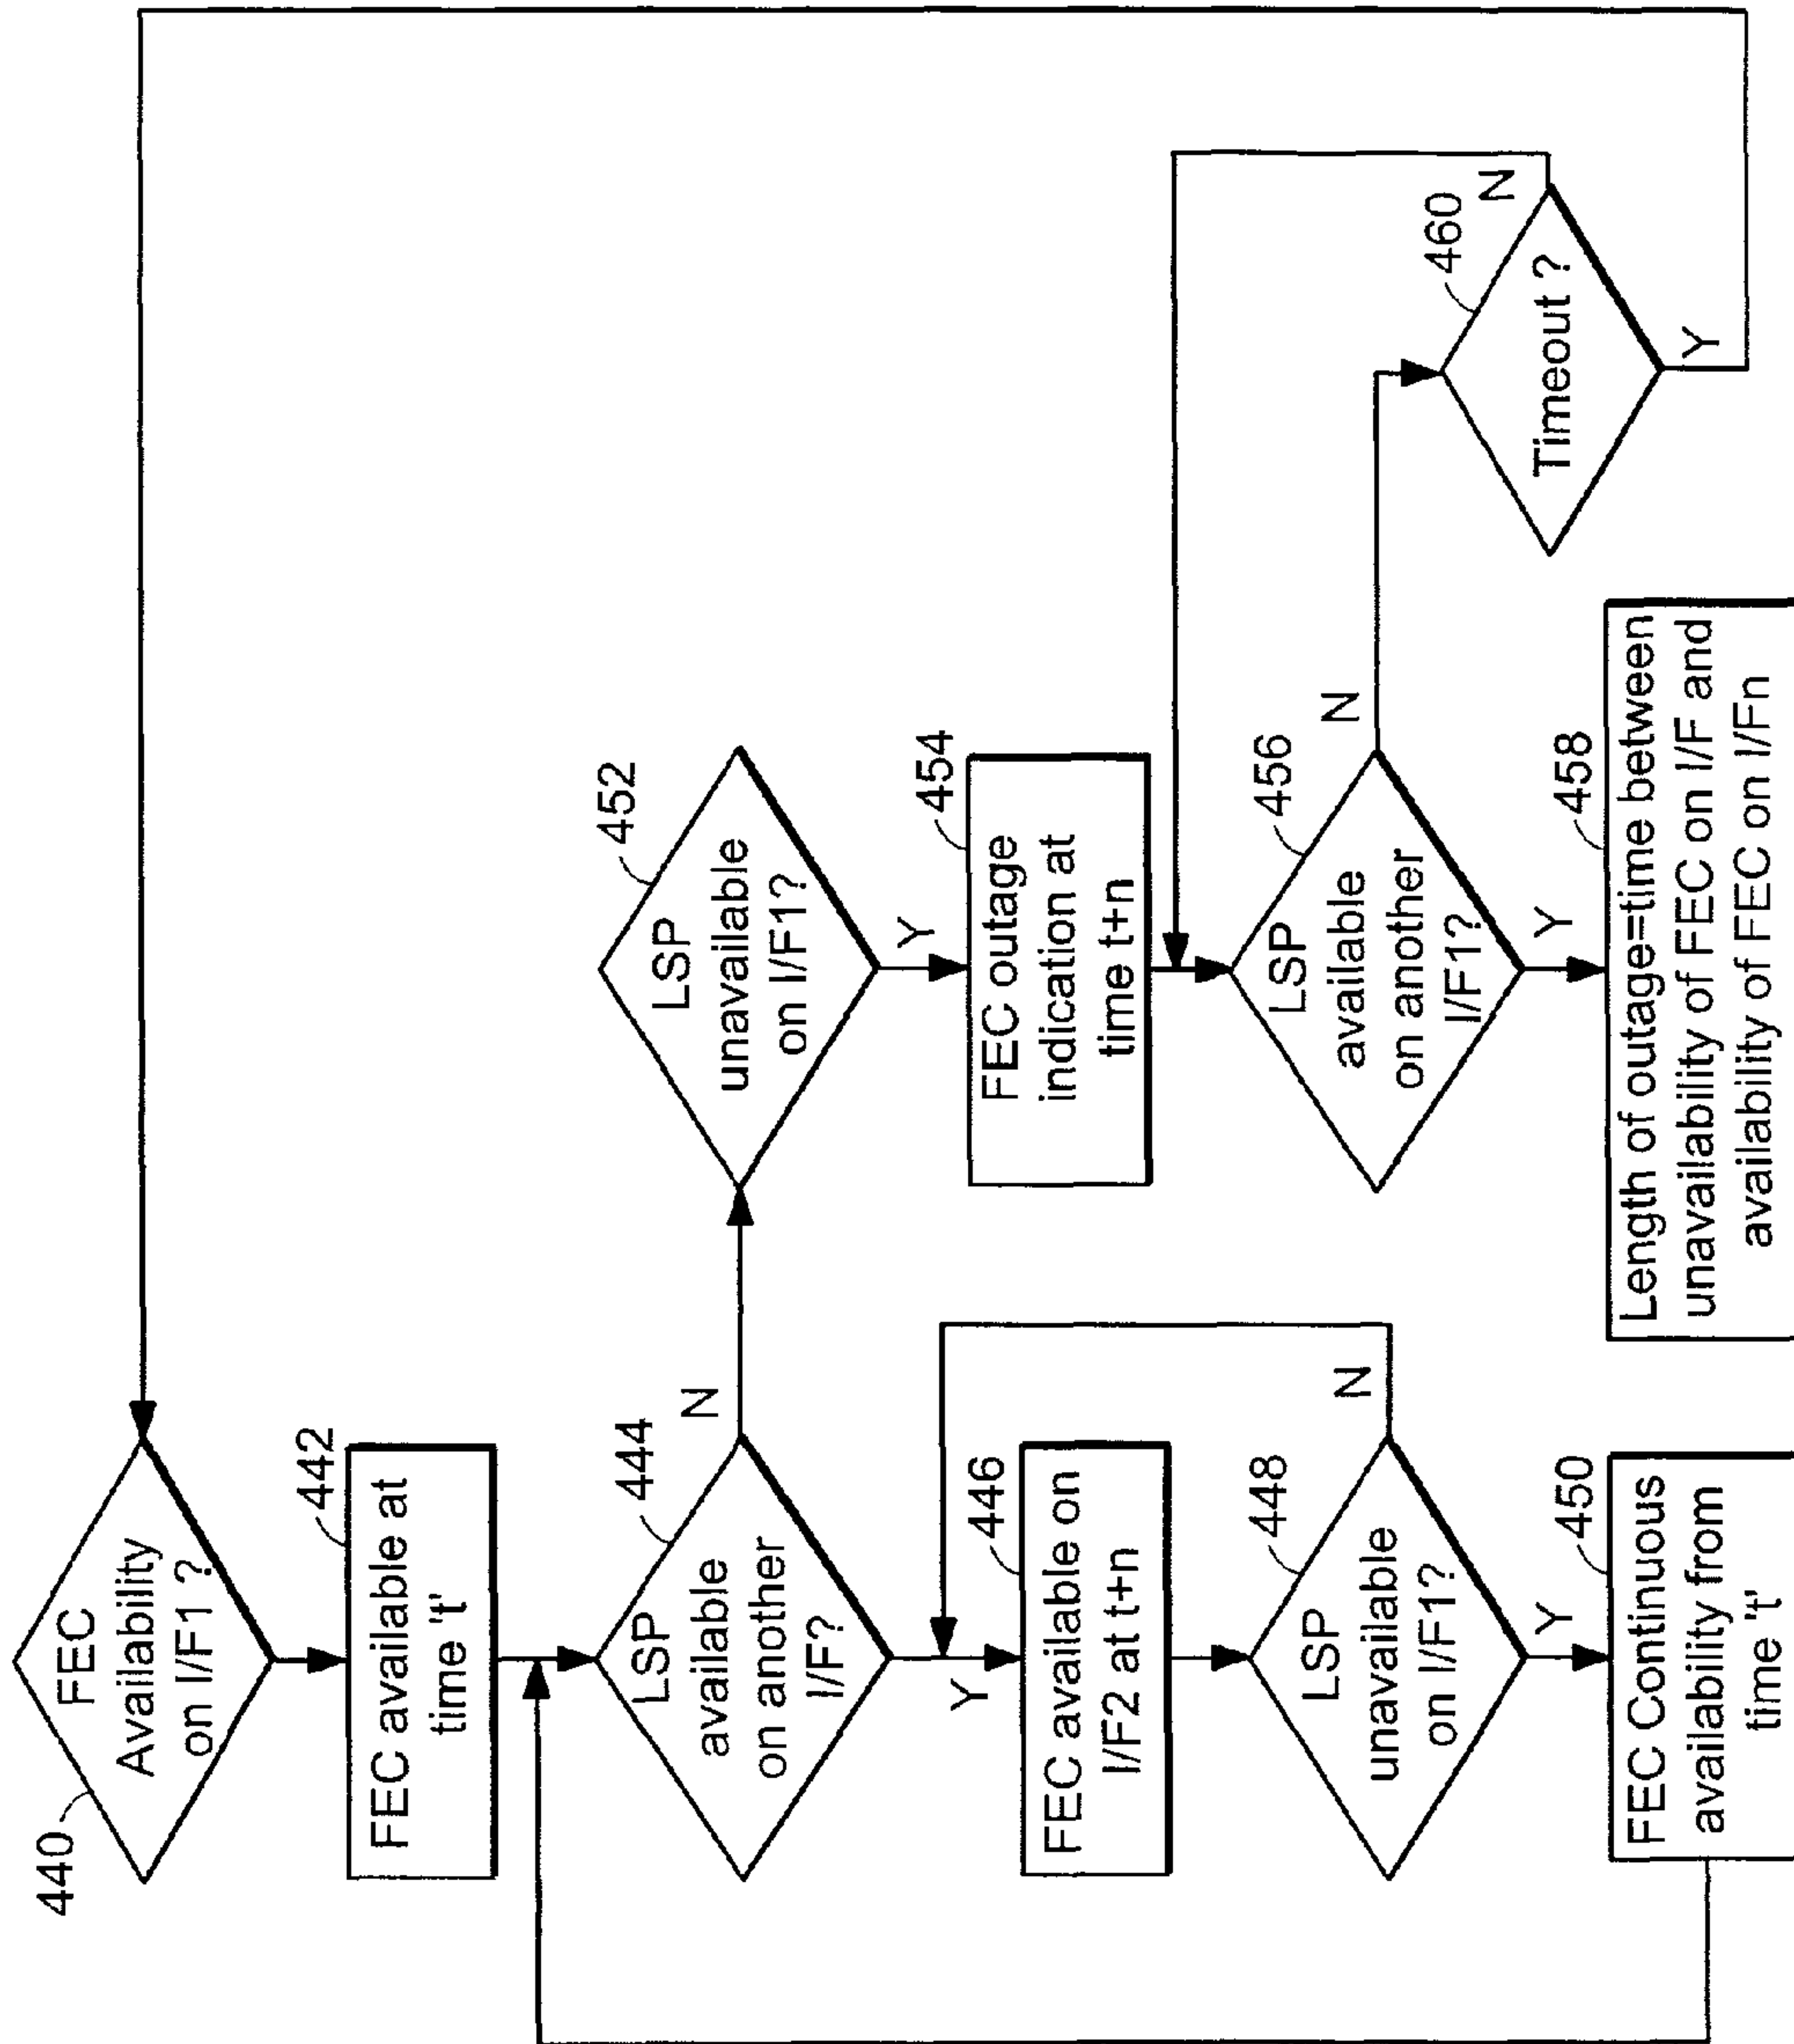 440
FEC
Availability
on I/F1 ?
442
FEC available at
time 't'
444
LSP
available
on another
I/F?
N
Y
446
FEC available on
I/F2 at t+n
448
LSP
unavailable
on I/F1?
N
Y
450
FEC Continuous
availability from
time 't'
452
LSP
unavailable
on I/F1?
Y
454
FEC outage
indication at
time t+n
456
LSP
available
on another
I/F1?
N
Y
458
Length of outage=time between
unavailability of FEC on I/F and
availability of FEC on I/Fn
460
Timeout ?
N
Y